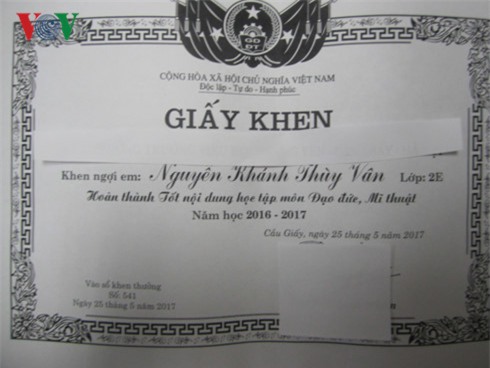 VOV
GD
ĐT
CỘNG HÒA XÃ HỘI CHỦ NGHĨA VIỆT NAM
Độc lập - Tự do - Hạnh phúc
GIẤY KHEN
Khen ngợi em: Nguyễn Khánh Thùy Vân Lớp: 2E
Hoàn thành Tốt nội dung học tập môn Đạo đức, Mĩ thuật
Năm học 2016 - 2017
Cầu Giấy, ngày 25 tháng 5 năm 2017
Vào sổ khen thưởng
Số: 541
Ngày 25 tháng 5 năm 2017